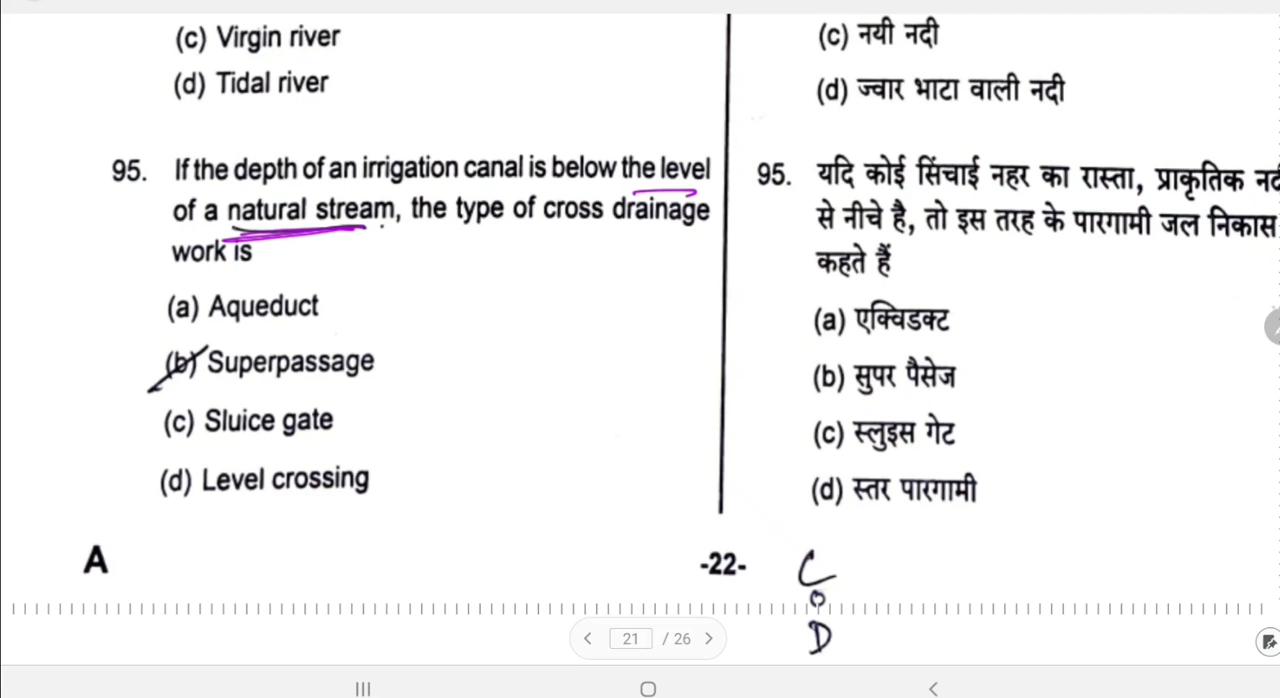 (c) Virgin river
(d) Tidal river
95. If the depth of an irrigation canal is below the level
of a natural stream, the type of cross drainage
work is
(a) Aqueduct
(b) Superpassage
(c) Sluice gate
(d) Level crossing
A
(c) नयी नदी
(d) ज्वार भाटा वाली नदी
95. यदि कोई सिंचाई नहर का रास्ता, प्राकृतिक
से नीचे है, तो इस तरह के पारगामी जल निकास
कहते हैं
(a) एक्विडक्ट
(b) सुपर पैसेज
(c) स्लुइस गेट
(d) स्तर पारगामी
-22-
C
o
D
21 / 26